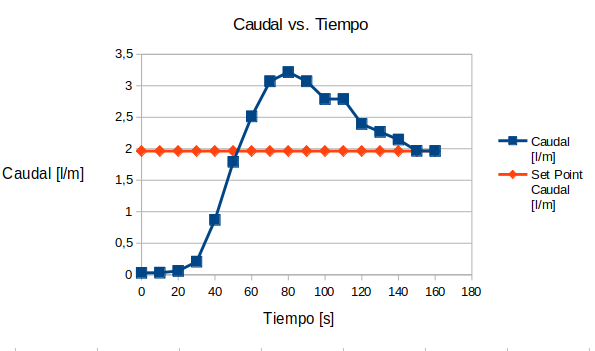 Caudal vs. Tiempo
3,5
3
2,5
2
1,5
1
0,5
0
Caudal [l/m]
0 20 40 60 80 100 120 140 160 180
Tiempo [s]
Caudal
[l/m]
Set Point
Caudal
[l/m]